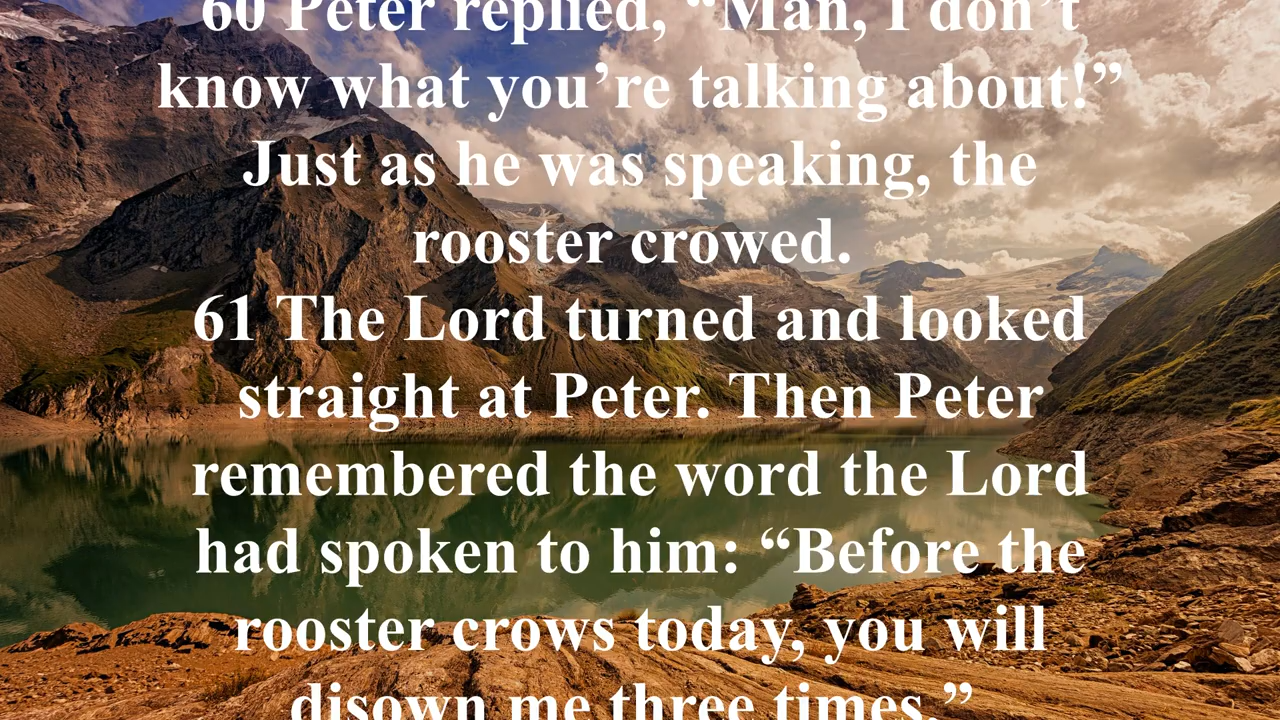 60 Peter replied, “Man, I don’t
know what you’re talking about!”
Just as he was speaking, the
rooster crowed.
61 The Lord turned and looked
straight at Peter. Then Peter
remembered the word the Lord
had spoken to him: “Before the
rooster crows today, you will
disown me three times.”